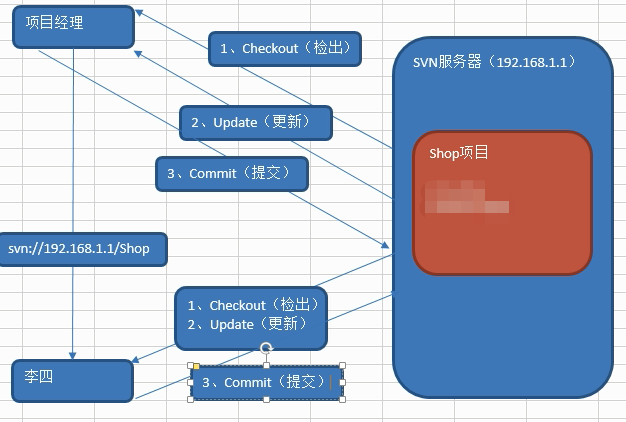 项目经理
1、Checkout（检出）
SVN服务器（192.168.1.1）
2、Update（更新）
Shop项目
3、Commit（提交）
svn://192.168.1.1/Shop
1、Checkout（检出）
2、Update（更新）
李四
3、Commit（提交）